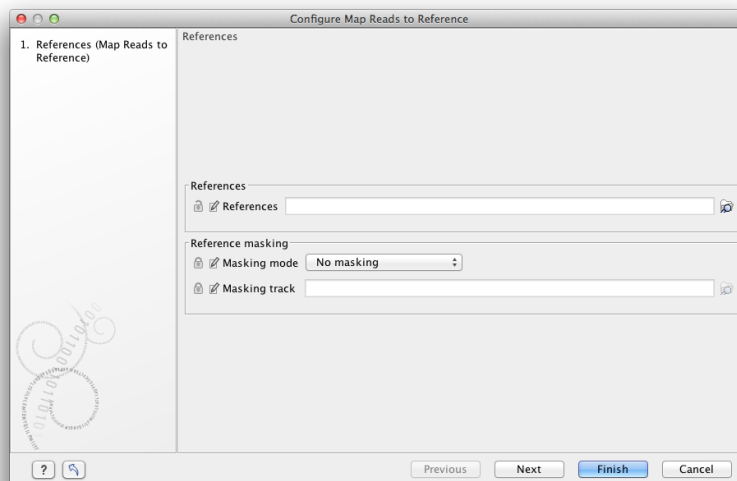 Configure Map Reads to Reference
1. References (Map Reads to
Reference)
References
References
References
Reference masking
Masking mode No masking
Masking track
? Previous Next Finish Cancel